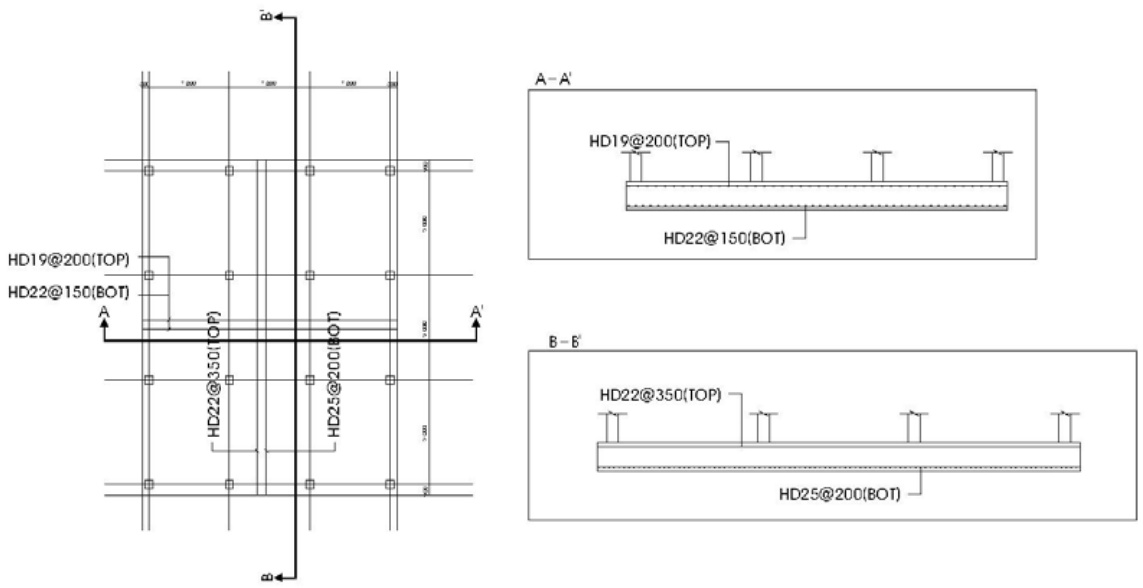 B'
HD19@200(TOP)
HD22@150(BOT)
A
A'
HD22@350(TOP)
HD25@200(BOT)
B
A-A'
HD19@200(TOP)
HD22@150(BOT)
B-B'
HD22@350(TOP)
HD25@200(BOT)